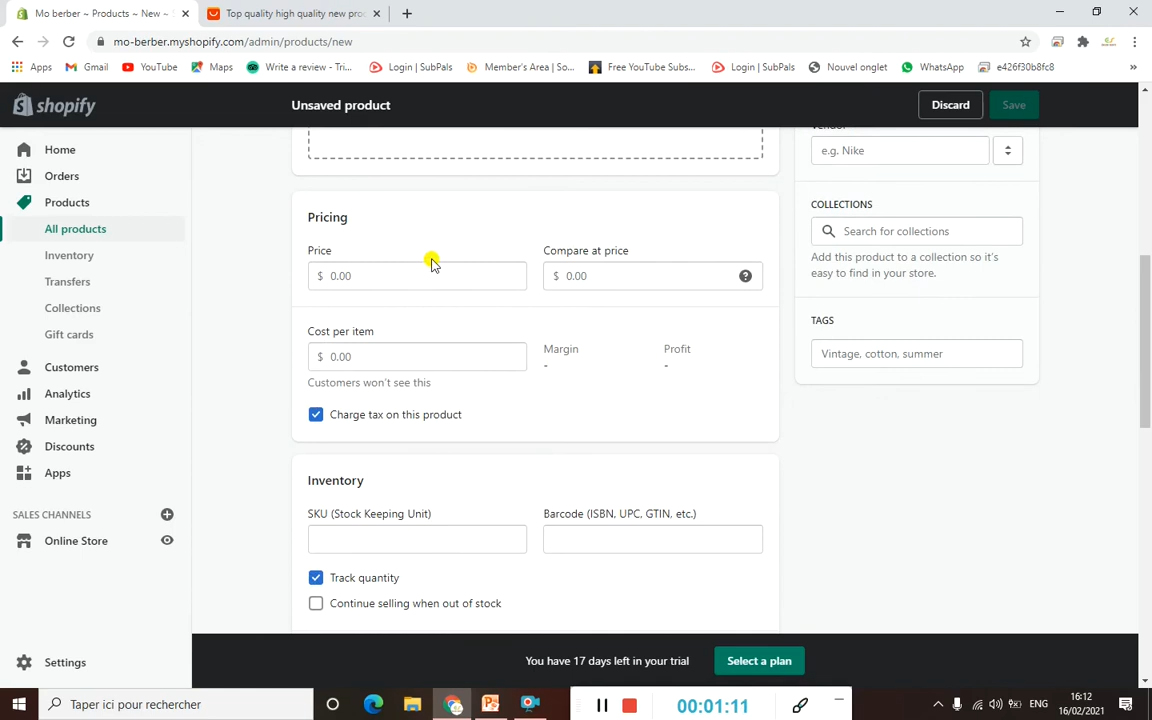 Mo berber ~ Products ~ New ~ S
Top quality high quality new pro
mo-berber.myshopify.com/admin/products/new
Apps
Gmail
YouTube
Maps
Write a review - Tri...
Login | SubPals
Member's Area | So...
Free YouTube Subs...
Login | SubPals
Nouvel onglet
WhatsApp
e426f30b8fc8
»
shopify
Unsaved product
Discard
Save
Home
Orders
Products
All products
Inventory
Transfers
Collections
Gift cards
Customers
Analytics
Marketing
Discounts
Apps
SALES CHANNELS
Online Store
Settings
Pricing
Price
Compare at price
$ 0.00
$ 0.00
Cost per item
$ 0.00
Margin
Profit
-
-
Customers won't see this
Charge tax on this product
Inventory
SKU (Stock Keeping Unit)
Barcode (ISBN, UPC, GTIN, etc.)
Track quantity
Continue selling when out of stock
Vendor
e.g. Nike
COLLECTIONS
Search for collections
Add this product to a collection so it's
easy to find in your store.
TAGS
Vintage, cotton, summer
You have 17 days left in your trial
Select a plan
Taper ici pour rechercher
00:01:11
ENG
16:12
16/02/2021